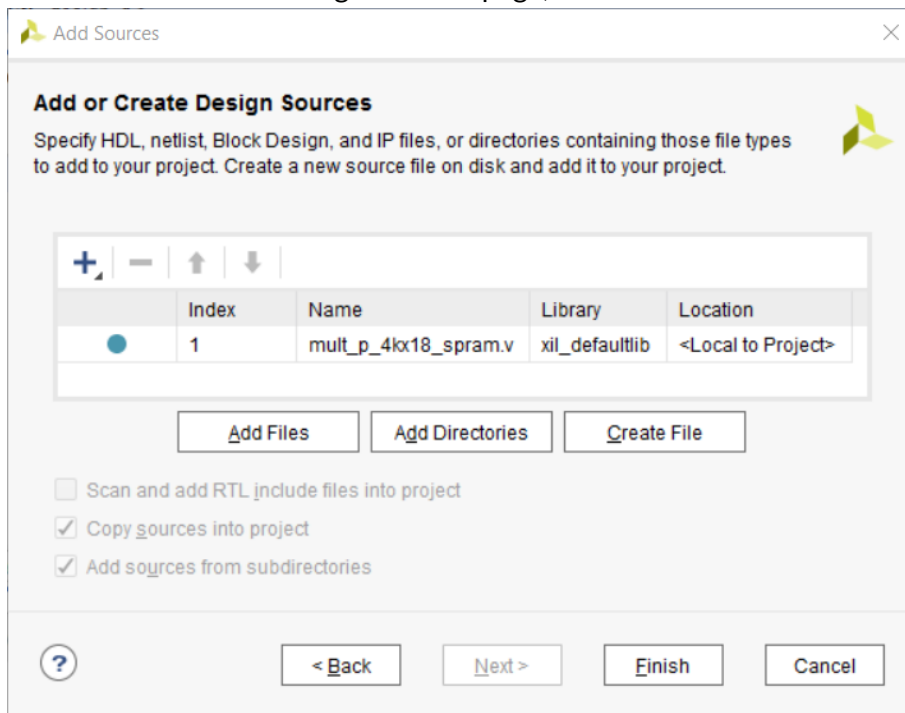 Add Sources
Add or Create Design Sources
Specify HDL, netlist, Block Design, and IP files, or directories containing those file types
to add to your project. Create a new source file on disk and add it to your project.
Index Name Library Location
1 mult_p_4kx18_spram.v xil_defaultlib <Local to Project>
Add Files Add Directories Create File
Scan and add RTL include files into project
Copy sources into project
Add sources from subdirectories
? < Back Next > Finish Cancel